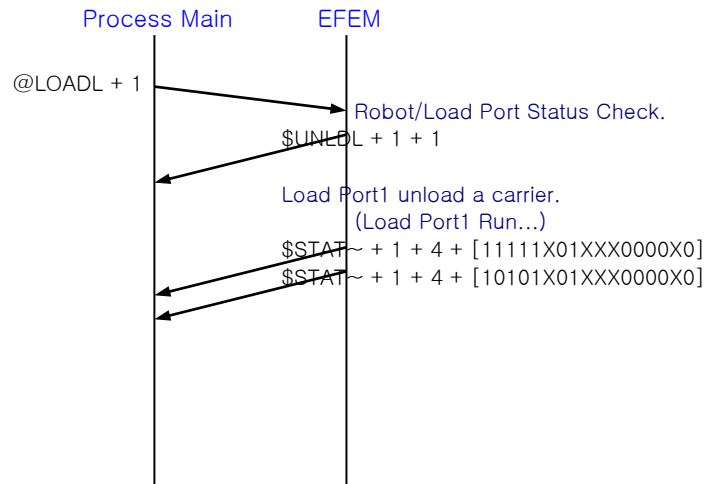 Process Main
EFEM
@LOADL + 1
Robot/Load Port Status Check.
$UNLDL + 1 + 1
Load Port1 unload a carrier.
(Load Port1 Run...)
$STAT~ + 1 + 4 + [11111X01XXX0000X0]
$STAT~ + 1 + 4 + [10101X01XXX0000X0]